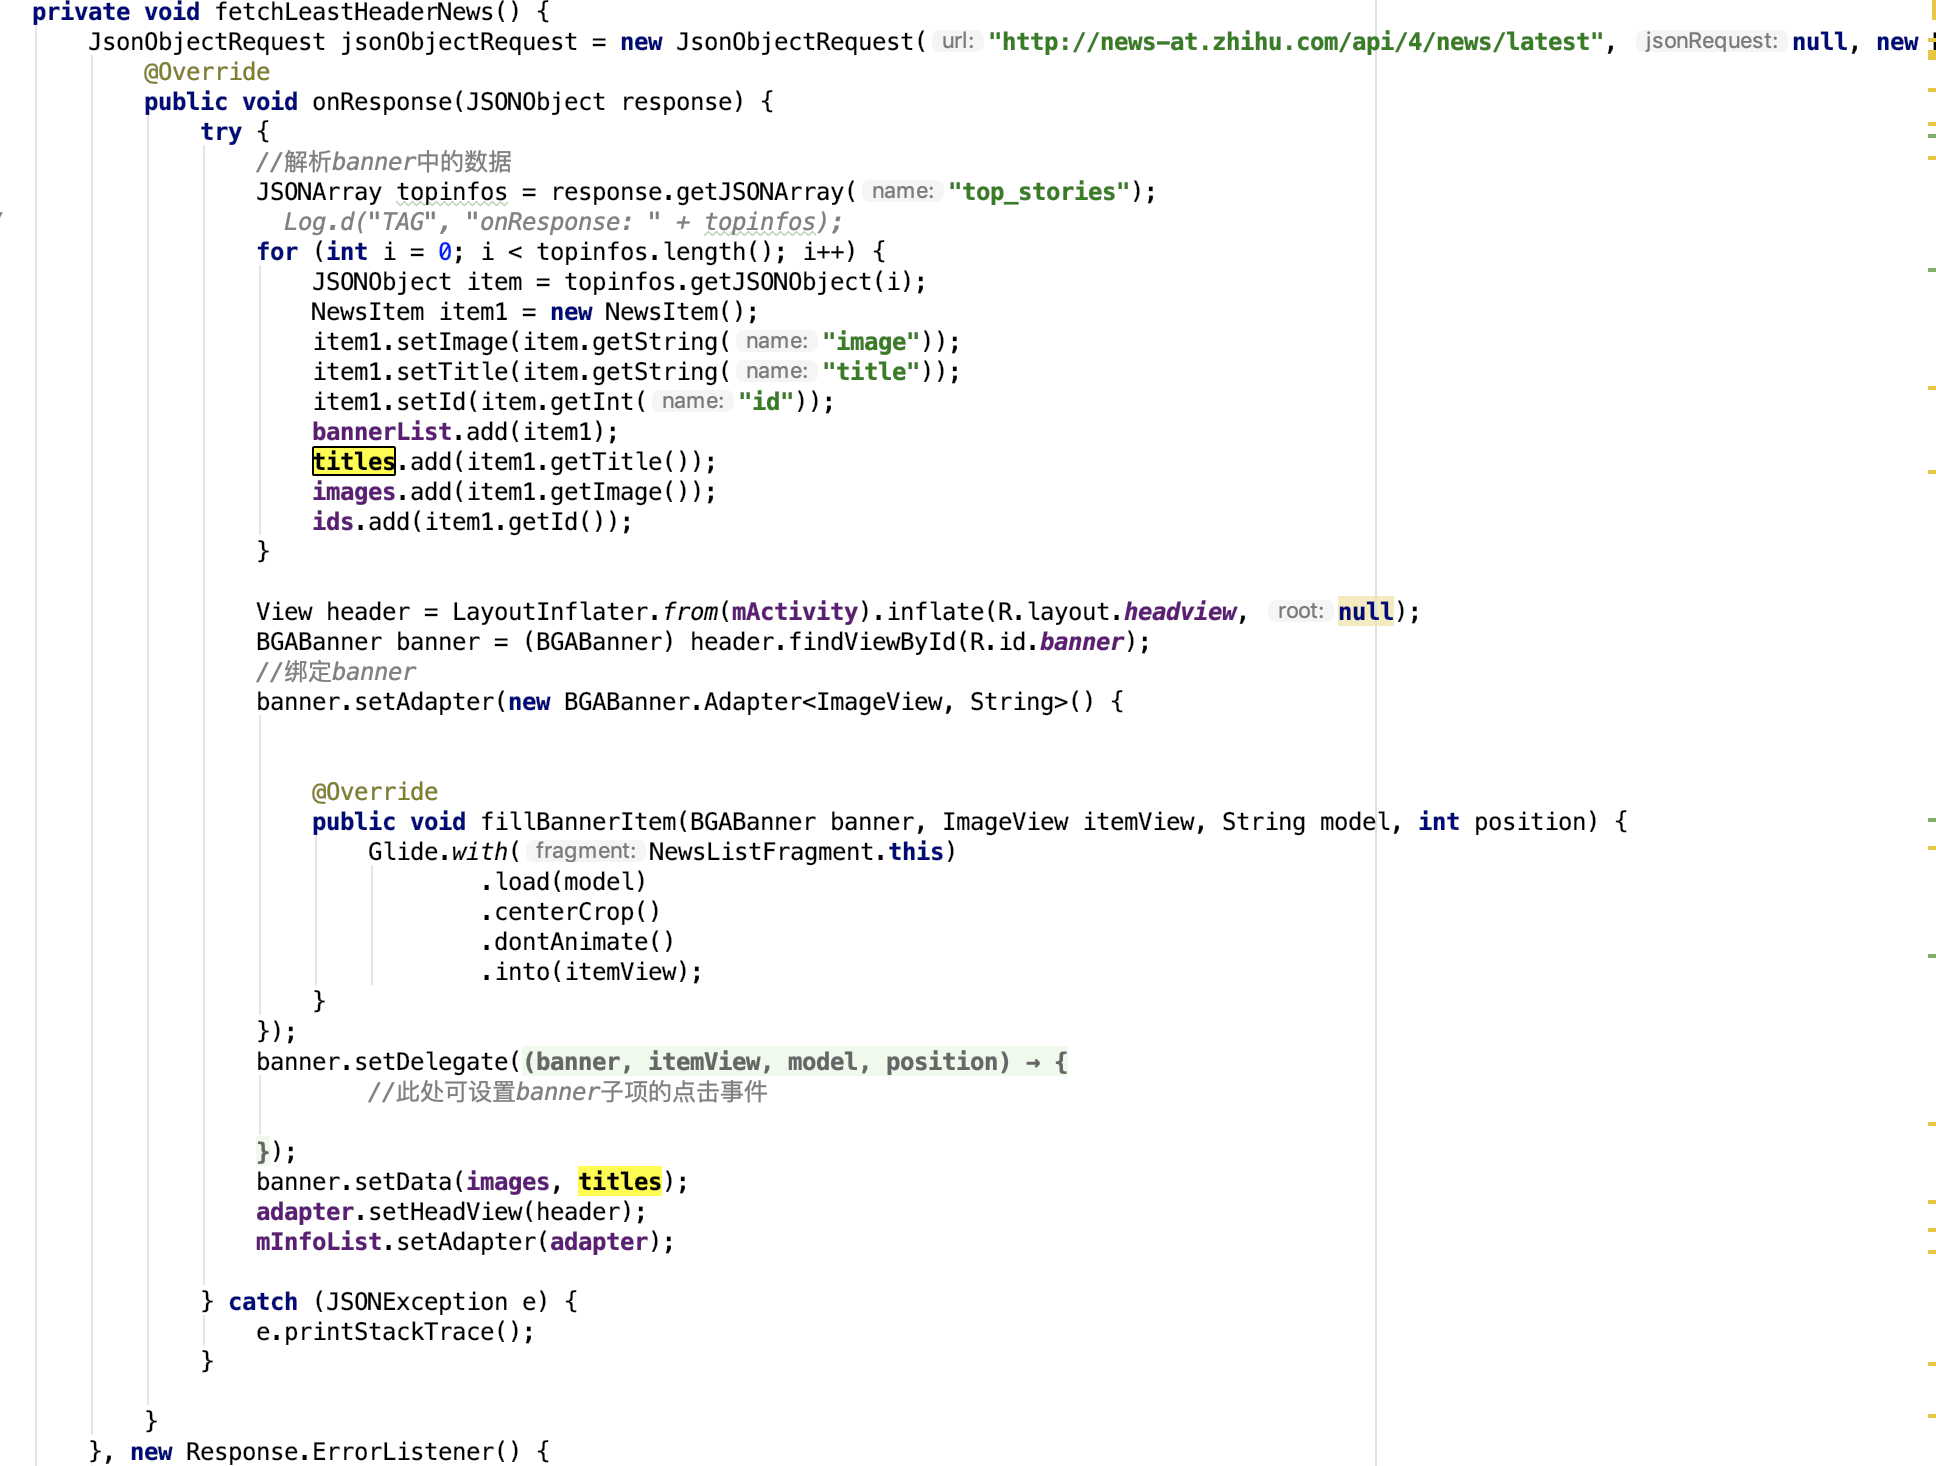 private void fetchLeastHeaderNews() {
JsonObjectRequest jsonObjectRequest = new JsonObjectRequest( url: "http://news-at.zhihu.com/api/4/news/latest", jsonRequest: null, new
@Override
public void onResponse(JSONObject response) {
try {
//解析banner中的数据
JSONArray topinfos = response.getJSONArray( name: "top_stories");
Log.d("TAG", "onResponse: " + topinfos);
for (int i = 0; i < topinfos.length(); i++) {
JSONObject item = topinfos.getJSONObject(i);
NewsItem item1 = new NewsItem();
item1.setImage(item.getString( name: "image"));
item1.setTitle(item.getString( name: "title"));
item1.setId(item.getInt( name: "id"));
bannerList.add(item1);
titles.add(item1.getTitle());
images.add(item1.getImage());
ids.add(item1.getId());
}
View header = LayoutInflater.from(mActivity).inflate(R.layout.headview, root: null);
BGABanner banner = (BGABanner) header.findViewById(R.id.banner);
//绑定banner
banner.setAdapter(new BGABanner.Adapter<ImageView, String>() {
@Override
public void fillBannerItem(BGABanner banner, ImageView itemView, String model, int position) {
Glide.with( fragment: NewsListFragment.this)
.load(model)
.centerCrop()
.dontAnimate()
.into(itemView);
}
});
banner.setDelegate((banner, itemView, model, position) → {
//此处可设置banner子项的点击事件
});
banner.setData(images, titles);
adapter.setHeadView(header);
mInfoList.setAdapter(adapter);
} catch (JSONException e) {
e.printStackTrace();
}
}
}, new Response.ErrorListener() {